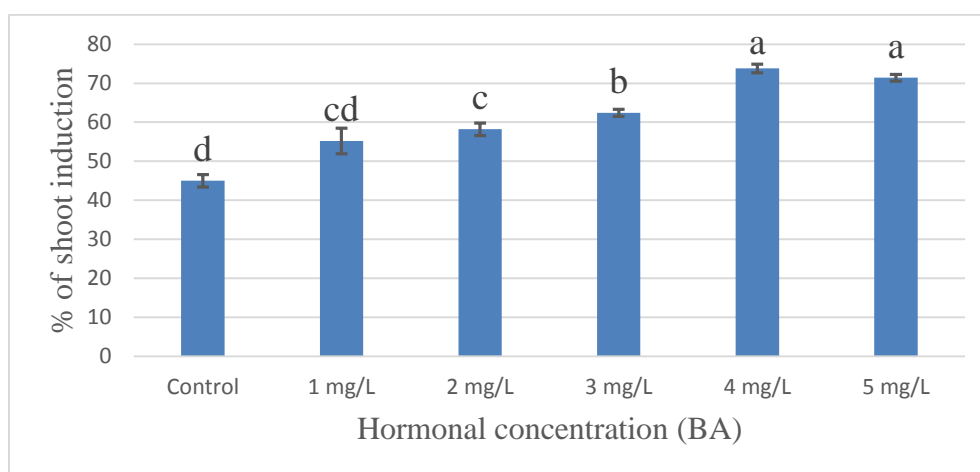 % of shoot induction
80
70
60
50
40
30
20
10
0
d
cd
c
b
a
a
Control 1 mg/L 2 mg/L 3 mg/L 4 mg/L 5 mg/L
Hormonal concentration (BA)